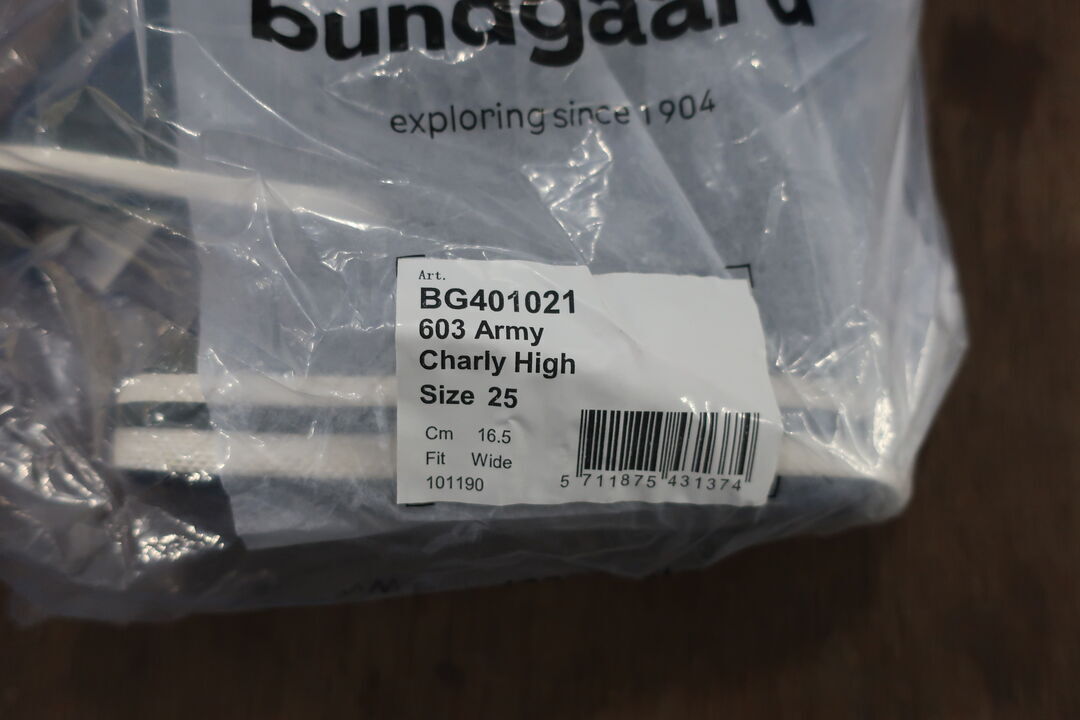 bundgaard
exploring since 1904
Art.
BG401021
603 Army
Charly High
Size 25
Cm 16.5
Fit Wide
101190
5 711875 431374